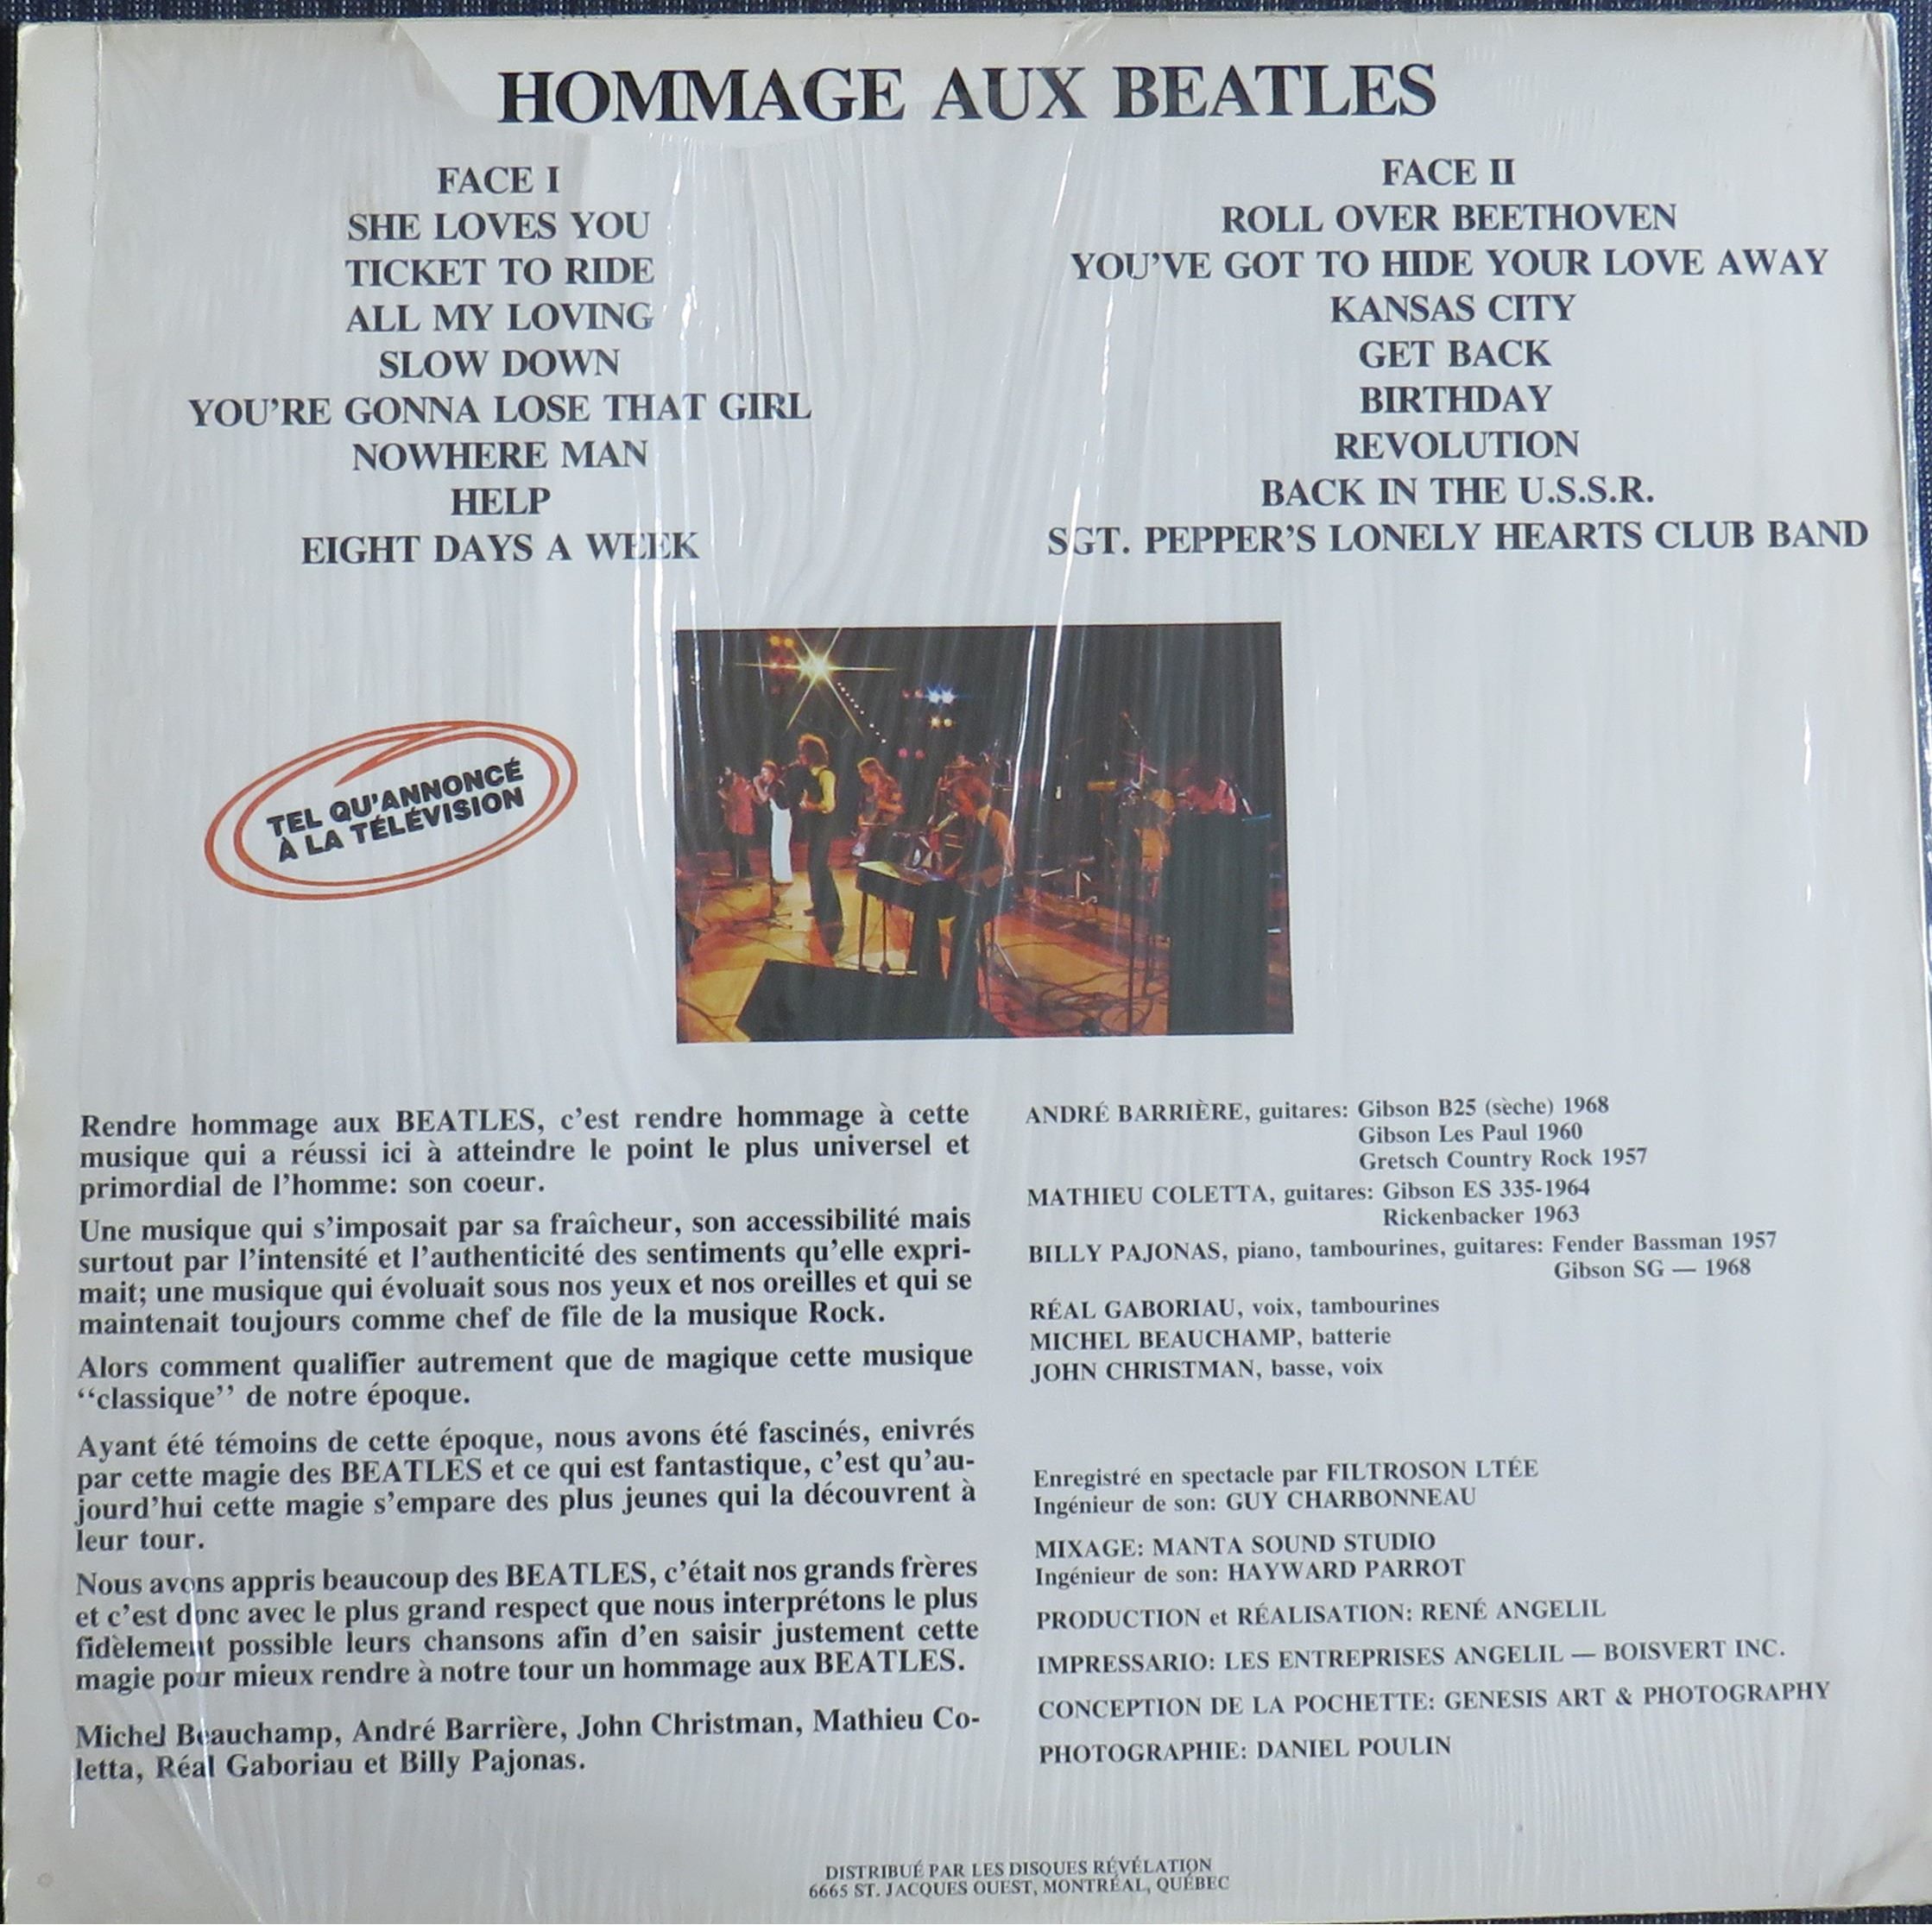 HOMMAGE AUX BEATLES
FACE I
SHE LOVES YOU
TICKET TO RIDE
ALL MY LOVING
SLOW DOWN
YOU'RE GONNA LOSE THAT GIRL
NOWHERE MAN
HELP
EIGHT DAYS A WEEK
FACE II
ROLL OVER BEETHOVEN
YOU'VE GOT TO HIDE YOUR LOVE AWAY
KANSAS CITY
GET BACK
BIRTHDAY
REVOLUTION
BACK IN THE U.S.S.R.
SGT. PEPPER'S LONELY HEARTS CLUB BAND
TEL QU'ANNONCÉ
À LA TÉLÉVISION
Rendre hommage aux BEATLES, c'est rendre hommage à cette
musique qui a réussi ici à atteindre le point le plus universel et
primordial de l'homme: son coeur.
Une musique qui s'imposait par sa fraîcheur, son accessibilité mais
surtout par l'intensité et l'authenticité des sentiments qu'elle expri-
mait; une musique qui évoluait sous nos yeux et nos oreilles et qui se
maintenait toujours comme chef de file de la musique Rock.
Alors comment qualifier autrement que de magique cette musique
"classique" de notre époque.
Ayant été témoins de cette époque, nous avons été fascinés, enivrés
par cette magie des BEATLES et ce qui est fantastique, c'est qu'au-
jourd'hui cette magie s'empare des plus jeunes qui la découvrent à
leur tour.
Nous avons appris beaucoup des BEATLES, c'était nos grands frères
et c'est donc avec le plus grand respect que nous interprétons le plus
fidèlement possible leurs chansons afin d'en saisir justement cette
magie pour mieux rendre à notre tour un hommage aux BEATLES.
Michel Beauchamp, André Barrière, John Christman, Mathieu Co-
letta, Réal Gaboriau et Billy Pajonas.
ANDRÉ BARRIÈRE, guitares: Gibson B25 (sèche) 1968
Gibson Les Paul 1960
Gretsch Country Rock 1957
MATHIEU COLETTA, guitares: Gibson ES 335-1964
Rickenbacker 1963
BILLY PAJONAS, piano, tambourines, guitares: Fender Bassman 1957
Gibson SG — 1968
RÉAL GABORIAU, voix, tambourines
MICHEL BEAUCHAMP, batterie
JOHN CHRISTMAN, basse, voix
Enregistré en spectacle par FILTROSON LTÉE
Ingénieur de son: GUY CHARBONNEAU
MIXAGE: MANTA SOUND STUDIO
Ingénieur de son: HAYWARD PARROT
PRODUCTION et RÉALISATION: RENÉ ANGELIL
IMPRESSARIO: LES ENTREPRISES ANGELIL — BOISVERT INC.
CONCEPTION DE LA POCHETTE: GENESIS ART & PHOTOGRAPHY
PHOTOGRAPHIE: DANIEL POULIN
DISTRIBUÉ PAR LES DISQUES RÉVÉLATION
6665 ST. JACQUES OUEST, MONTRÉAL, QUÉBEC